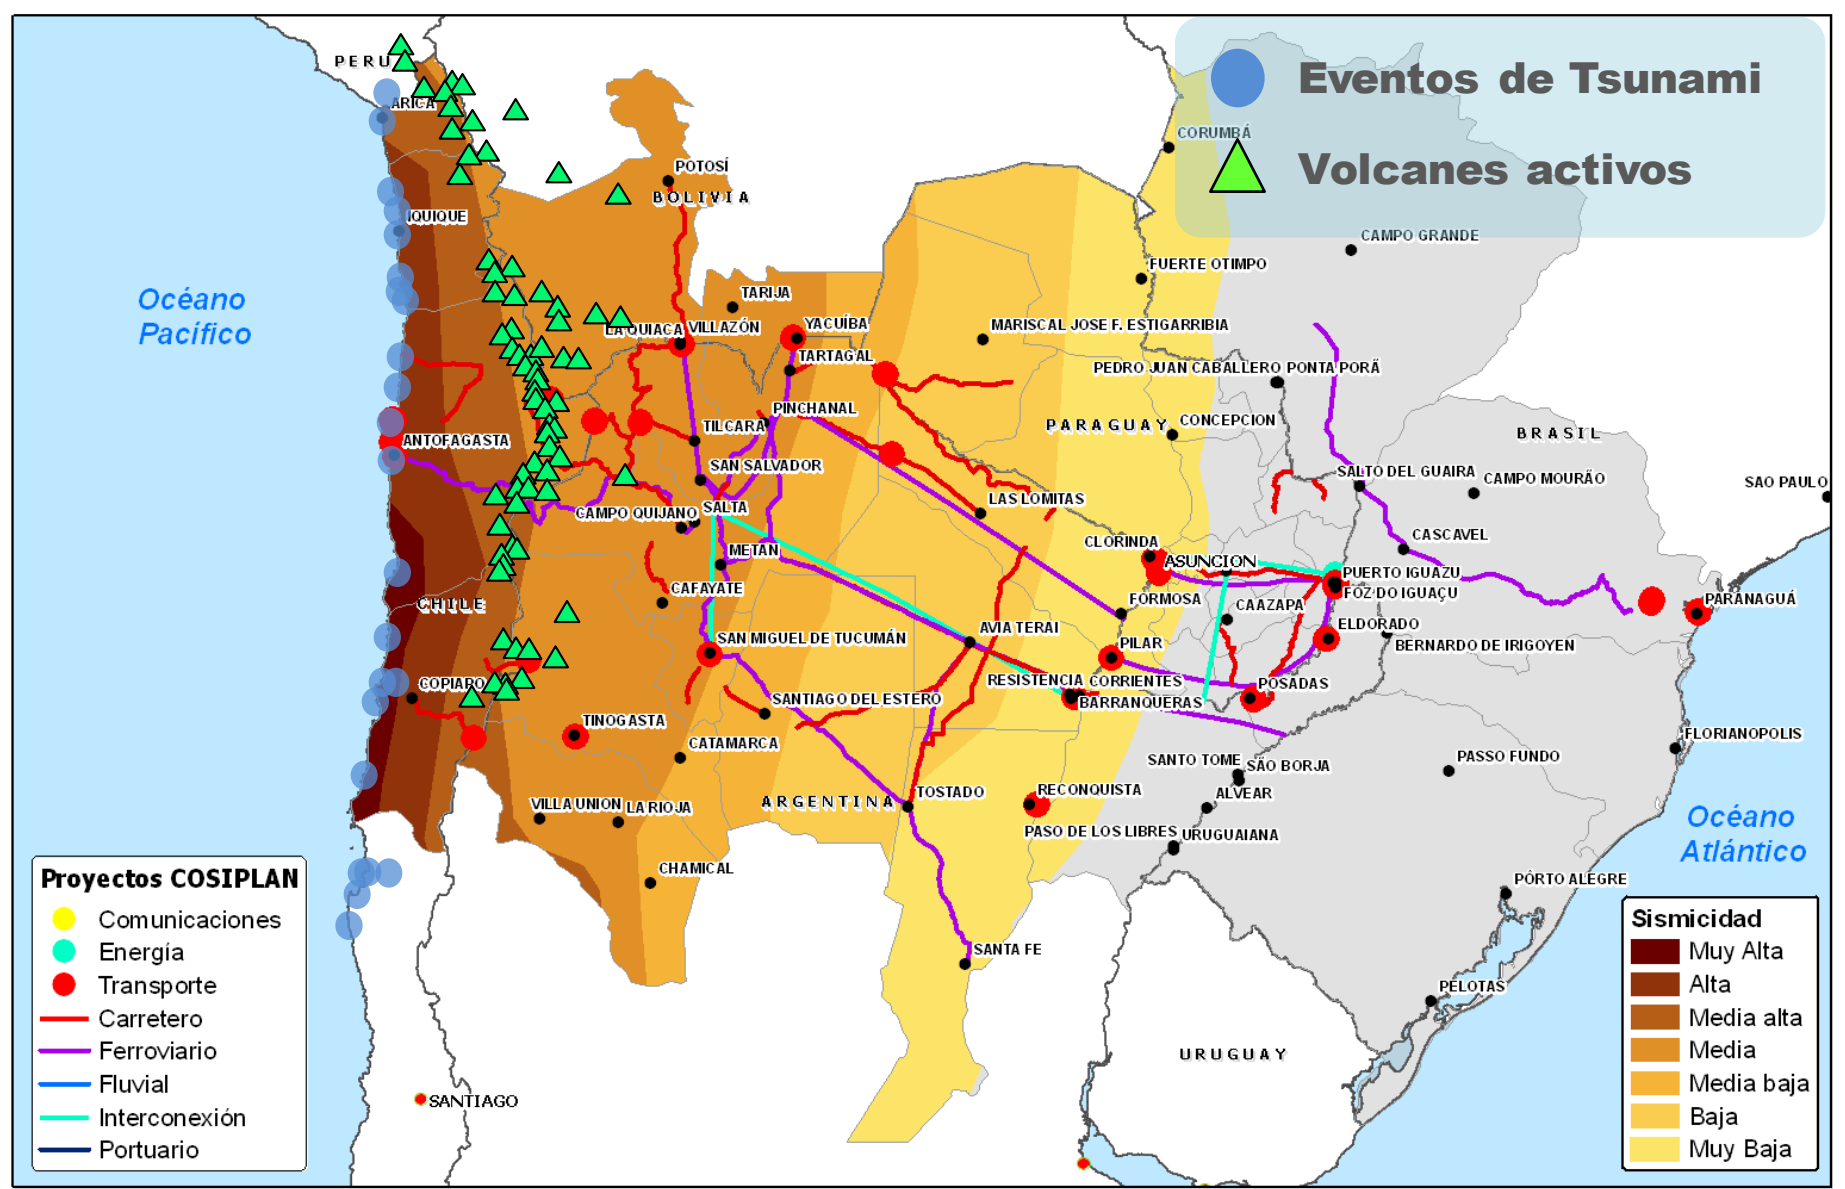 Eventos de Tsunami
Volcanes activos
PERU
ARICA
CORUMBÁ
POTOSÍ
BOLIVIA
IQUIQUE
CAMPO GRANDE
FUERTE OTIMPO
Océano
Pacífico
TARIJA
LA QUIACA
VILLAZÓN
YACUÍBA
MARISCAL JOSE F. ESTIGARRIBIA
TARTAGAL
PEDRO JUAN CABALLERO
PONTA PORÃ
PINCHANAL
TILCARA
PARAGUAY
CONCEPCION
BRASIL
ANTOFAGASTA
SAN SALVADOR
SALTO DEL GUAIRA
CAMPO MOURÃO
SAO PAULO
LAS LOMITAS
CAMPO QUIJANO
SALTA
METAN
CLORINDA
ASUNCION
CASCAVEL
PUERTO IGUAZU
FOZ DO IGUAÇU
CHILE
CAFAYATE
FORMOSA
CAAZAPA
PARANAGUÁ
ELDORADO
SAN MIGUEL DE TUCUMÁN
AVIA TERAI
PILAR
BERNARDO DE IRIGOYEN
COPIAPO
RESISTENCIA
CORRIENTES
POSADAS
SANTIAGO DEL ESTERO
BARRANQUERAS
TINOGASTA
CATAMARCA
FLORIANOPOLIS
SANTO TOME
SÃO BORJA
PASSO FUNDO
VILLA UNION
LA RIOJA
ARGENTINA
TOSTADO
RECONQUISTA
ALVEAR
PASO DE LOS LIBRES
URUGUAIANA
Océano
Atlántico
CHAMICAL
PÔRTO ALEGRE
SANTA FE
PELOTAS
URUGUAY
SANTIAGO
Proyectos COSIPLAN
Comunicaciones
Energía
Transporte
Carretero
Ferroviario
Fluvial
Interconexión
Portuario
Sismicidad
Muy Alta
Alta
Media alta
Media
Media baja
Baja
Muy Baja